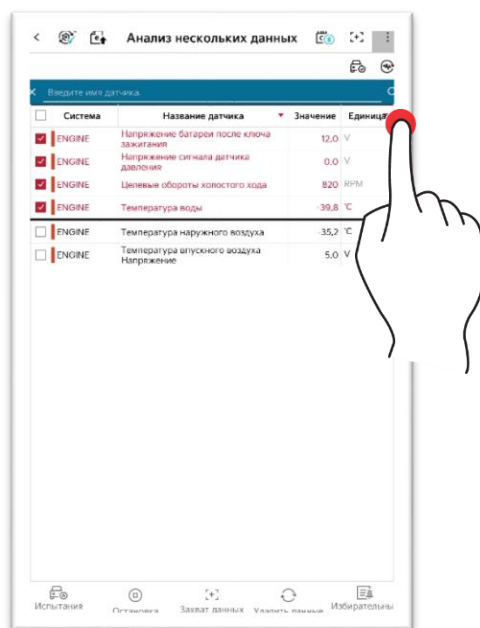 Анализ нескольких данных
Введите имя датчика.
Система Название датчика Значение Единица
ENGINE Напряжение батареи после ключа зажигания 12,0 V
ENGINE Напряжение сигнала датчика давления 0.0 V
ENGINE Целевые обороты холостого хода 820 RPM
ENGINE Температура воды -39,8 ℃
ENGINE Температура наружного воздуха -35,2 ℃
ENGINE Температура впускного воздуха Напряжение 5,0 V
Испытания Остановка Захват данных Удалить данные Избирательны